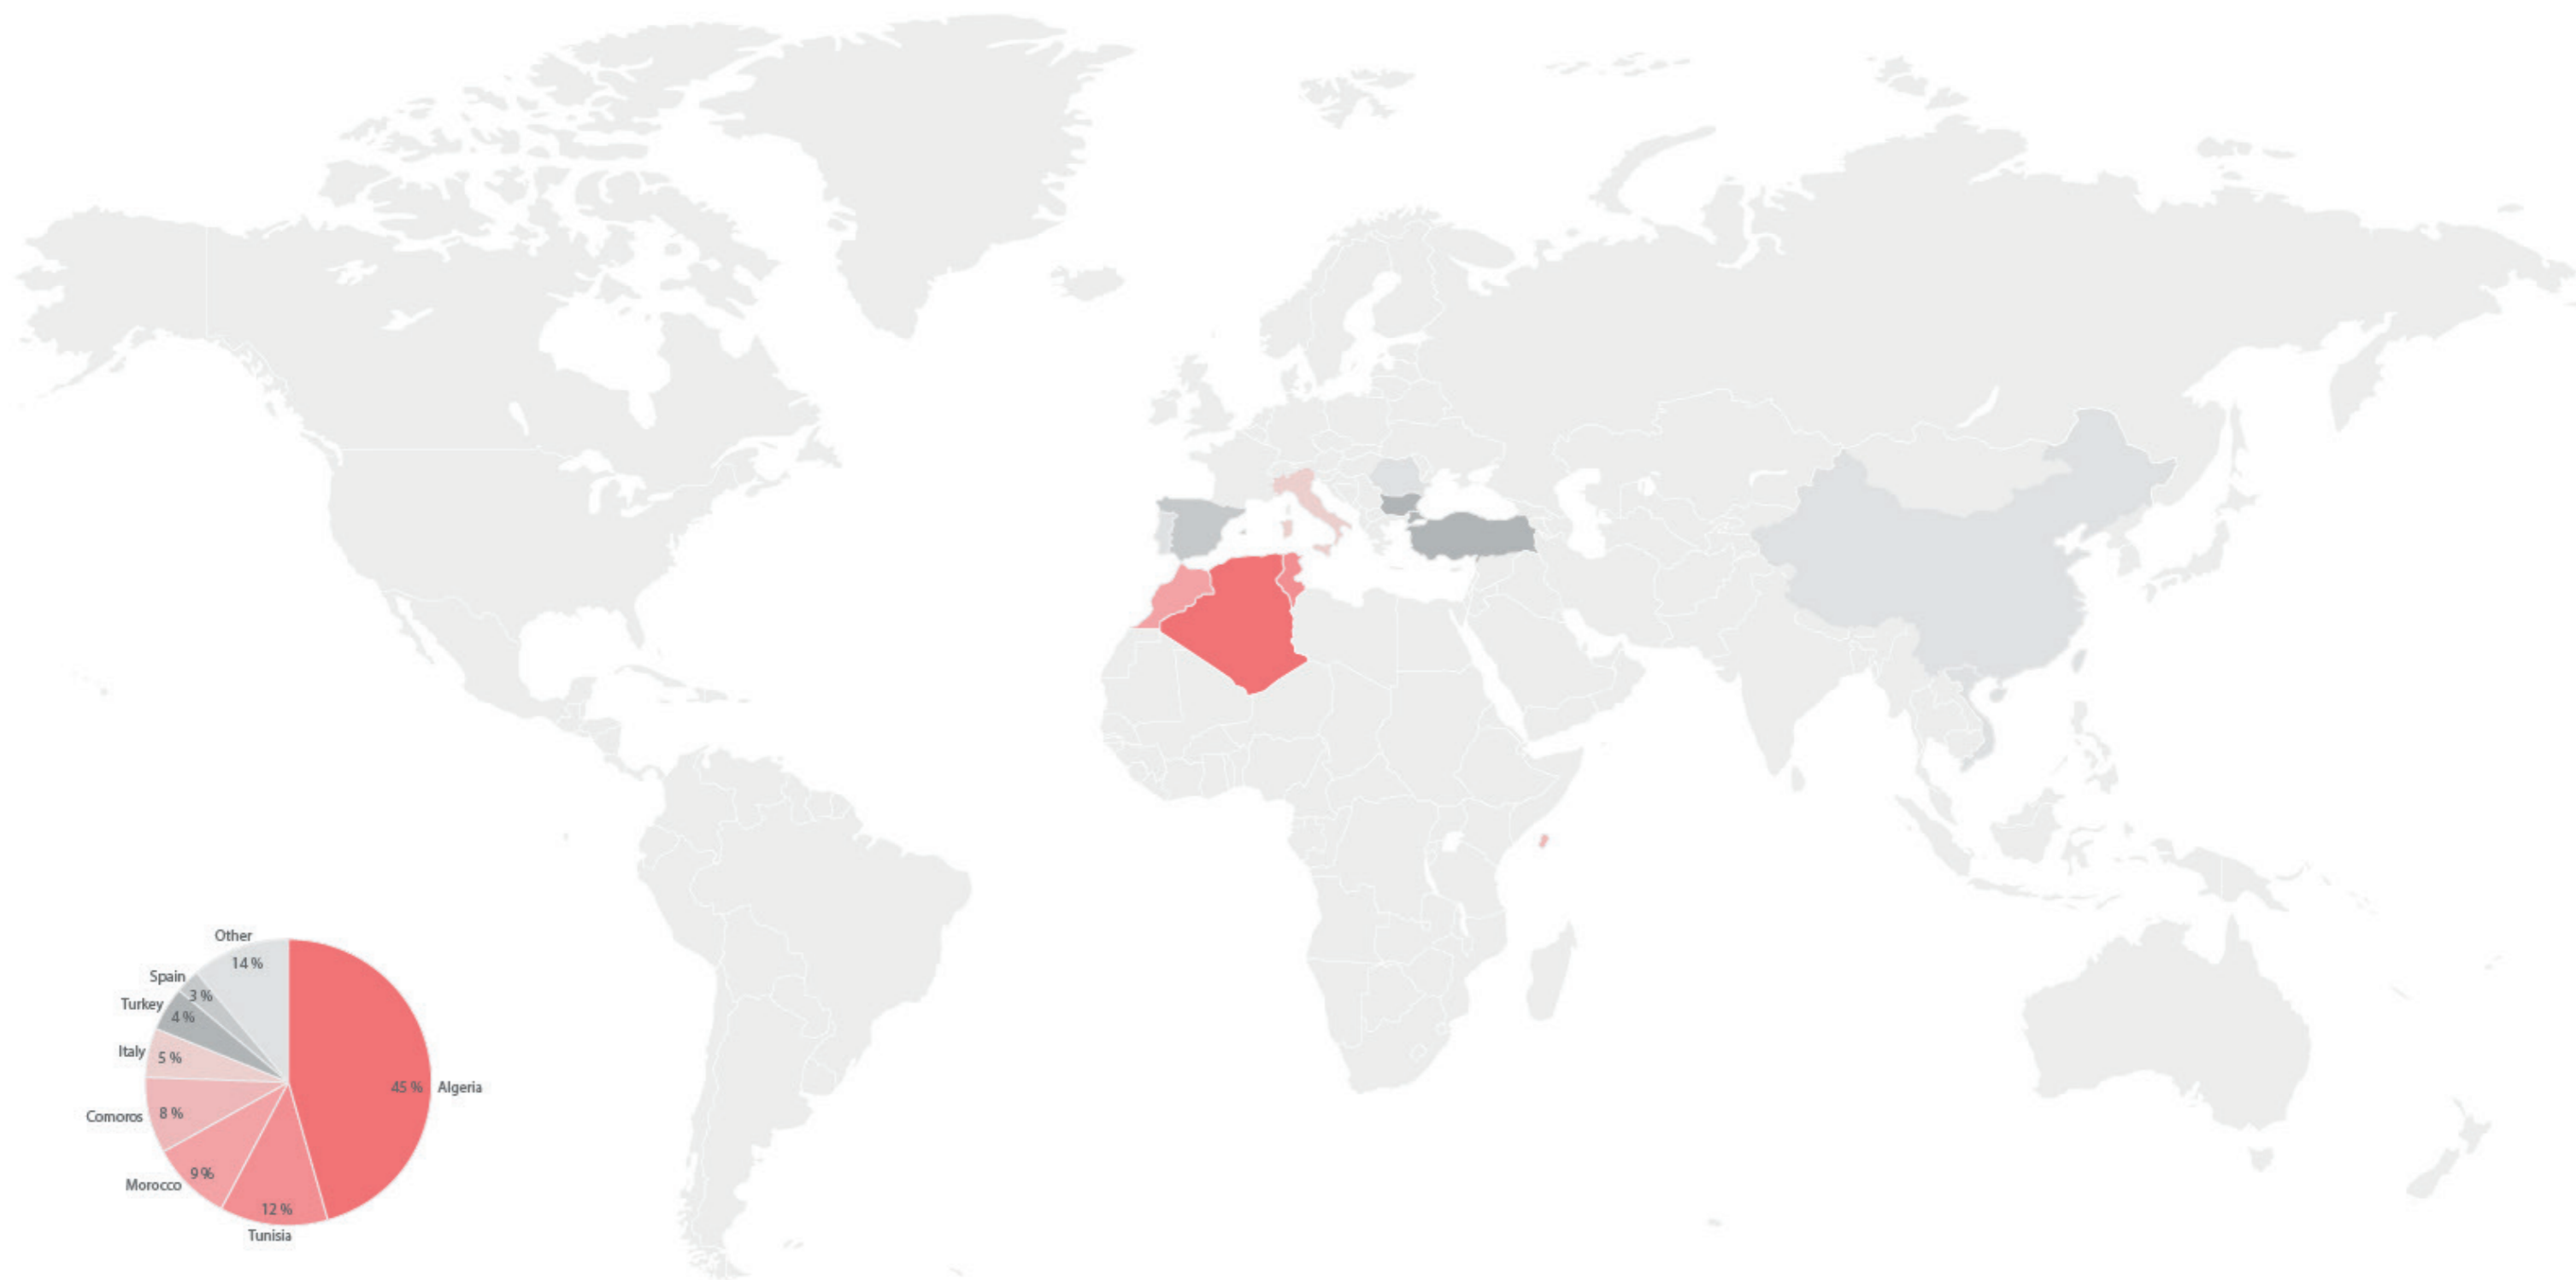 Other
14 %
Spain
3 %
Turkey
4 %
Italy
5 %
45 %
Algeria
Comoros
8 %
9 %
Morocco
12 %
Tunisia